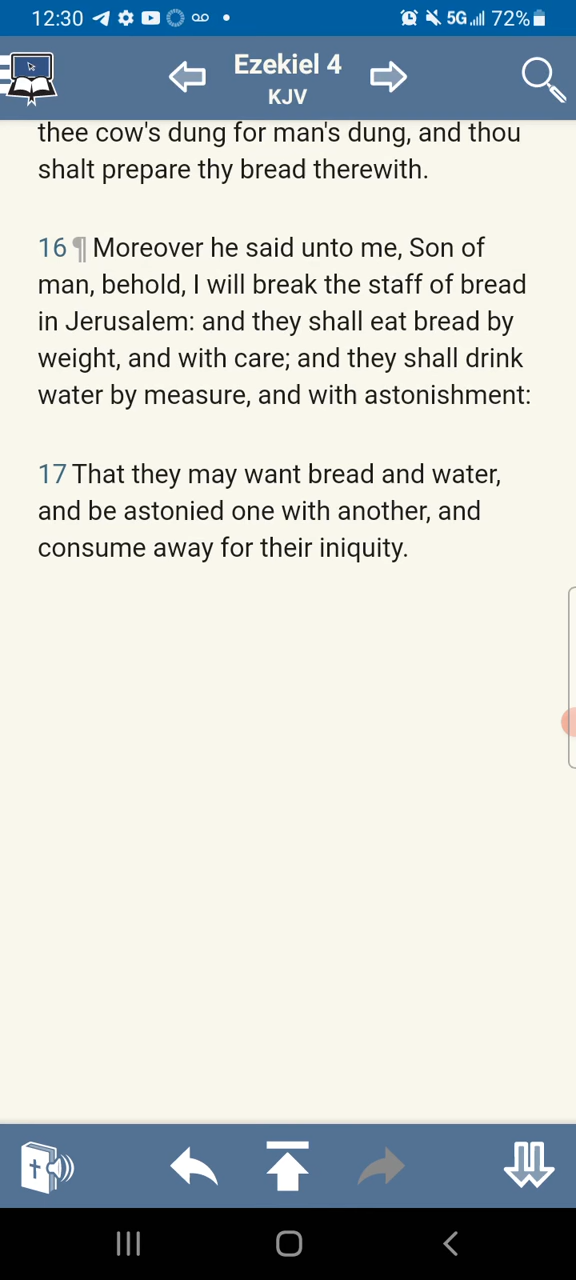 12:30 5G 72%
Ezekiel 4
KJV
thee cow's dung for man's dung, and thou
shalt prepare thy bread therewith.
16 ¶ Moreover he said unto me, Son of
man, behold, I will break the staff of bread
in Jerusalem: and they shall eat bread by
weight, and with care; and they shall drink
water by measure, and with astonishment:
17 That they may want bread and water,
and be astonied one with another, and
consume away for their iniquity.